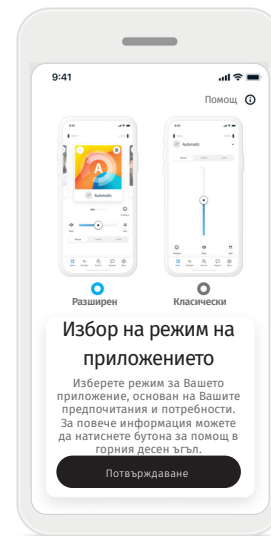 9:41
Помощ
Automatic
Automatic
Разширен
Класически
Избор на режим на
приложението
Изберете режим за Вашето
приложение, основан на Вашите
предпочитания и потребности.
За повече информация можете
да натиснете бутона за помощ в
горния десен ъгъл.
Потвърждаване